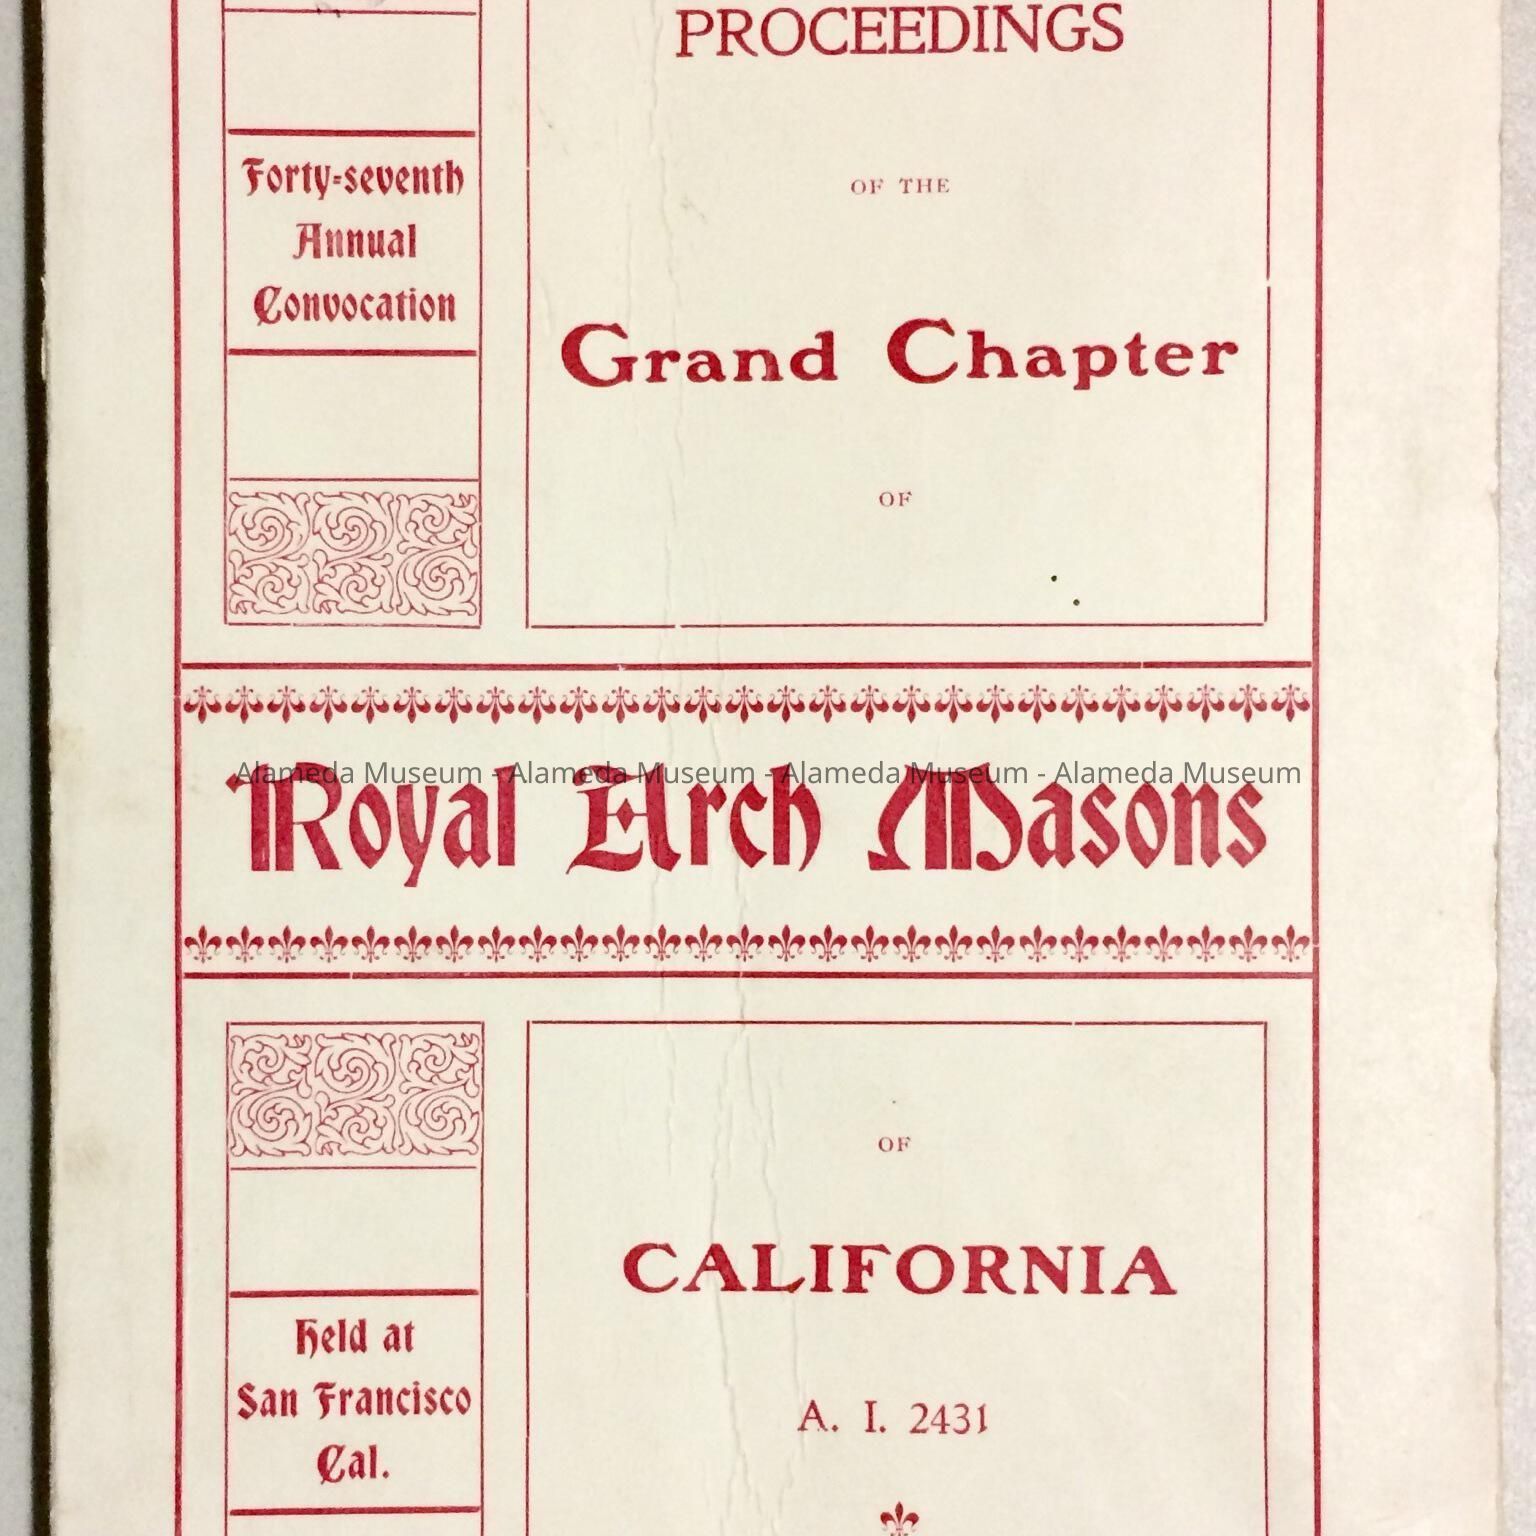 PROCEEDINGS
OF THE
Grand Chapter
OF
Forty-seventh
Annual
Convocation
Royal Arch Masons
Alameda Museum - Alameda Museum - Alameda Museum - Alameda Museum
OF
CALIFORNIA
A. I. 2431
Held at
San Francisco
Cal.